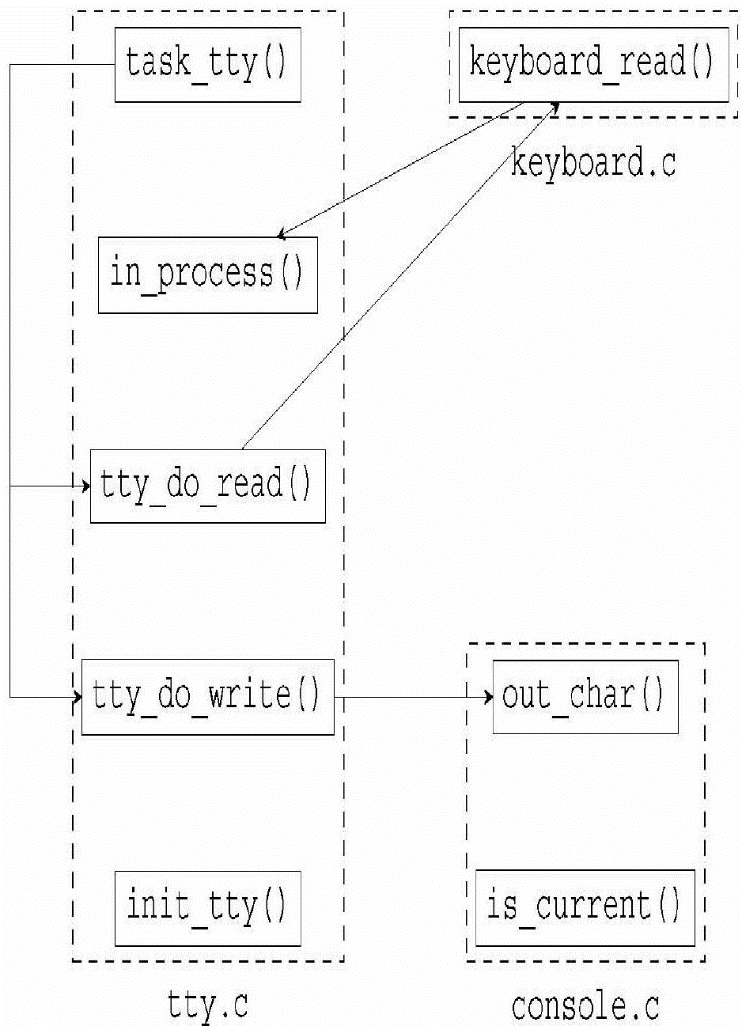 task_tty()
keyboard_read()
keyboard.c
in_process()
tty_do_read()
tty_do_write()
out_char()
init_tty()
is_current()
tty.c
console.c